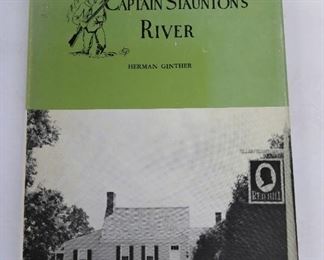 CAPTAIN STAUNTON'S
RIVER
HERMAN GINTHER
RED HILL